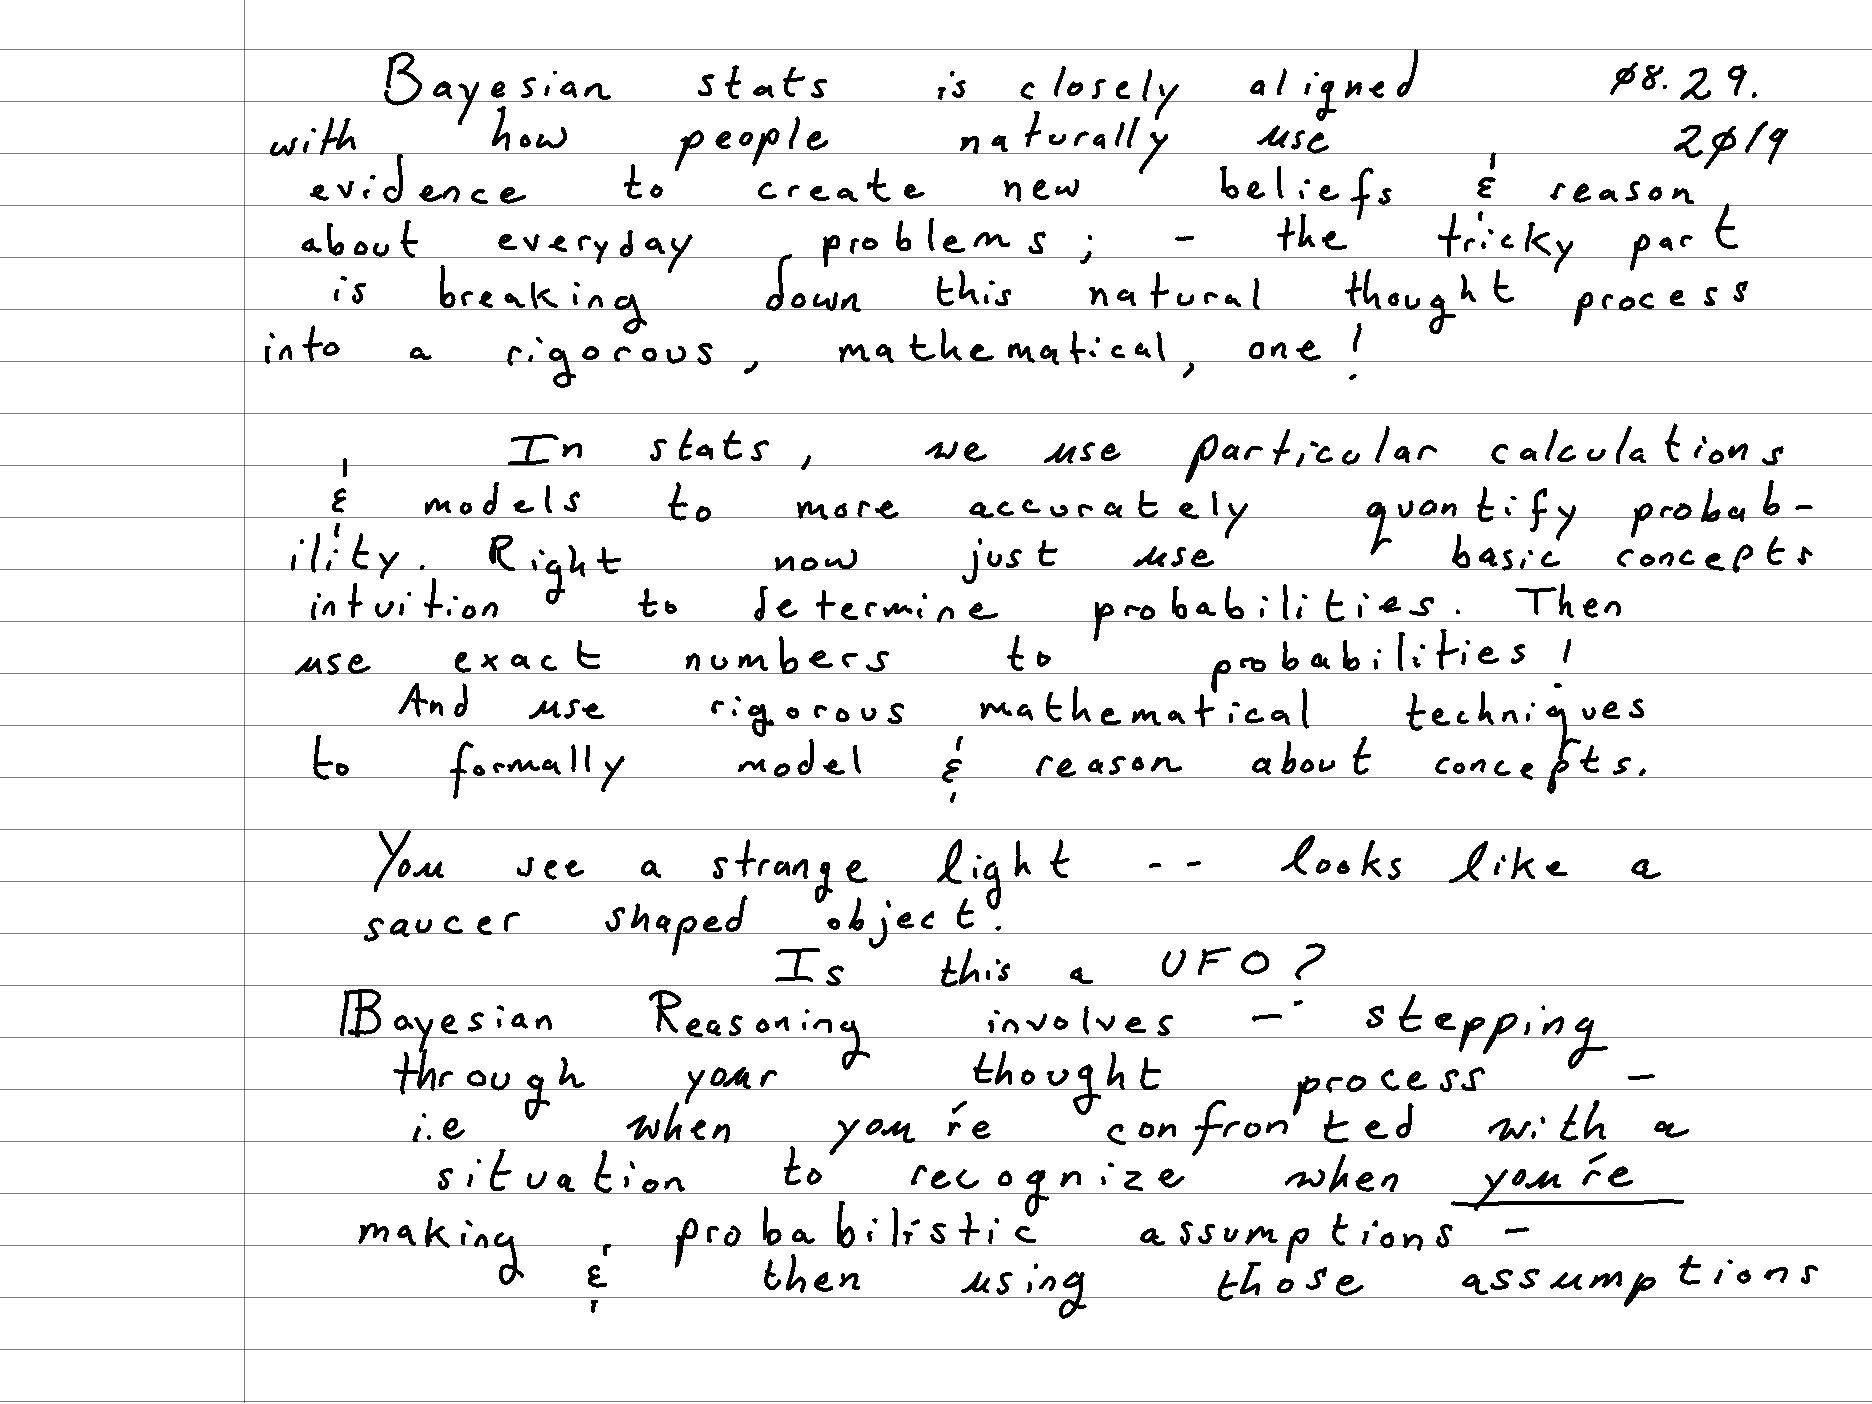 Bayesian stats is closely aligned 08.29.
with how people naturally use 2019
evidence to create new beliefs & reason
about everyday problems; - the tricky part
is breaking down this natural thought process
into a rigorous, mathematical, one!
In stats, we use particular calculations
& models to more accurately quantify probab-
ility. Right now just use basic concepts
intuition to determine probabilities. Then
use exact numbers to probabilities!
And use rigorous mathematical techniques
to formally model & reason about concepts.
You see a strange light -- looks like a
saucer shaped object.
Is this a UFO?
Bayesian Reasoning involves - stepping
through your thought process -
i.e when you're confronted with a
situation to recognize when you're
making probabilistic assumptions -
& then using those assumptions